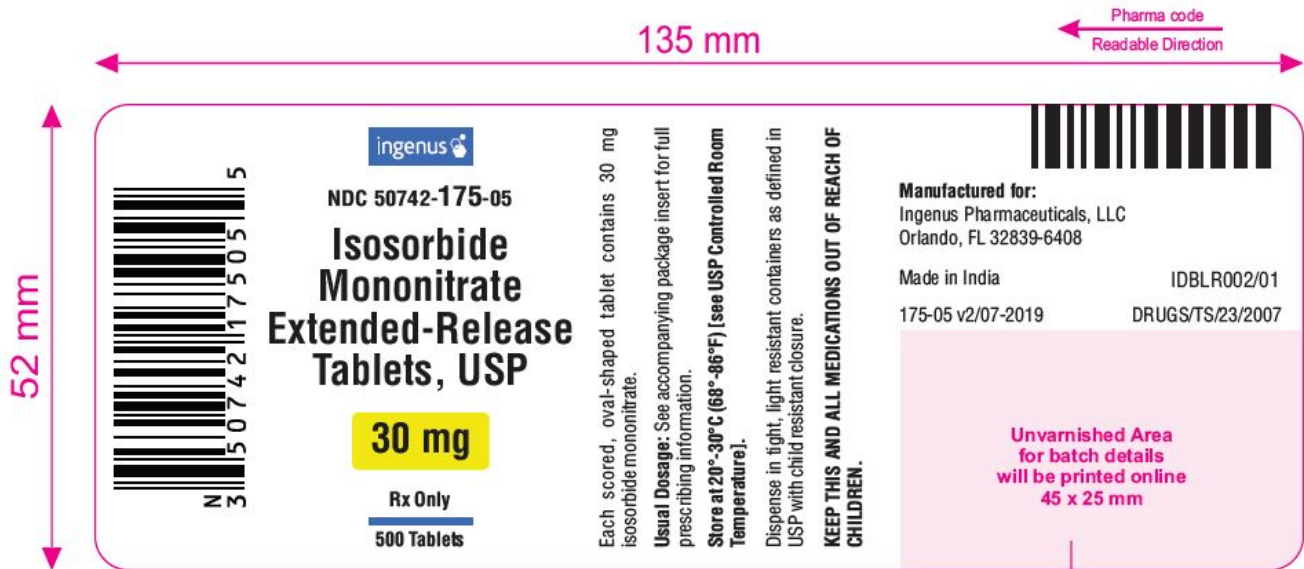 Pharma code
Readable Direction
135 mm
52 mm
N
3 50742 17505 5
ingenus
NDC 50742-175-05
Isosorbide
Mononitrate
Extended-Release
Tablets, USP
30 mg
Rx Only
500 Tablets
Each scored, oval-shaped tablet contains 30 mg
isosorbide mononitrate.
Usual Dosage: See accompanying package insert for full
prescribing information.
Store at 20°-30°C (68°-86°F) [see USP Controlled Room
Temperature].
Dispense in tight, light resistant containers as defined in
USP with child resistant closure.
KEEP THIS AND ALL MEDICATIONS OUT OF REACH OF
CHILDREN.
Manufactured for:
Ingenus Pharmaceuticals, LLC
Orlando, FL 32839-6408
Made in India IDBLR002/01
175-05 v2/07-2019 DRUGS/TS/23/2007
Unvarnished Area
for batch details
will be printed online
45 x 25 mm